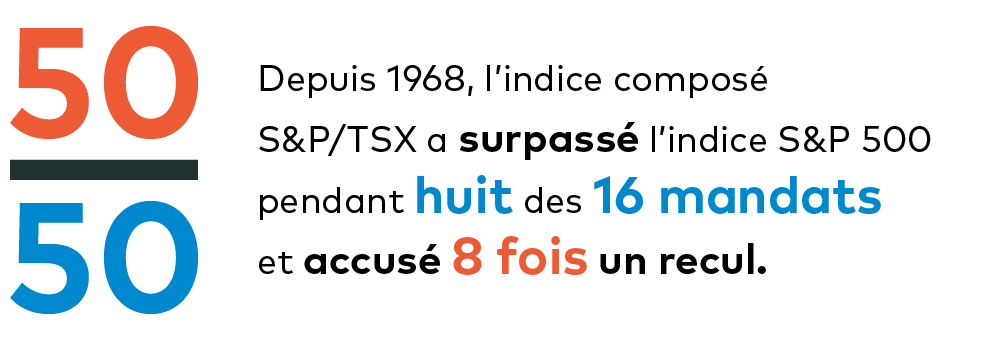 50
50
Depuis 1968, l’indice composé
S&P/TSX a surpassé l’indice S&P 500
pendant huit des 16 mandats
et accusé 8 fois un recul.